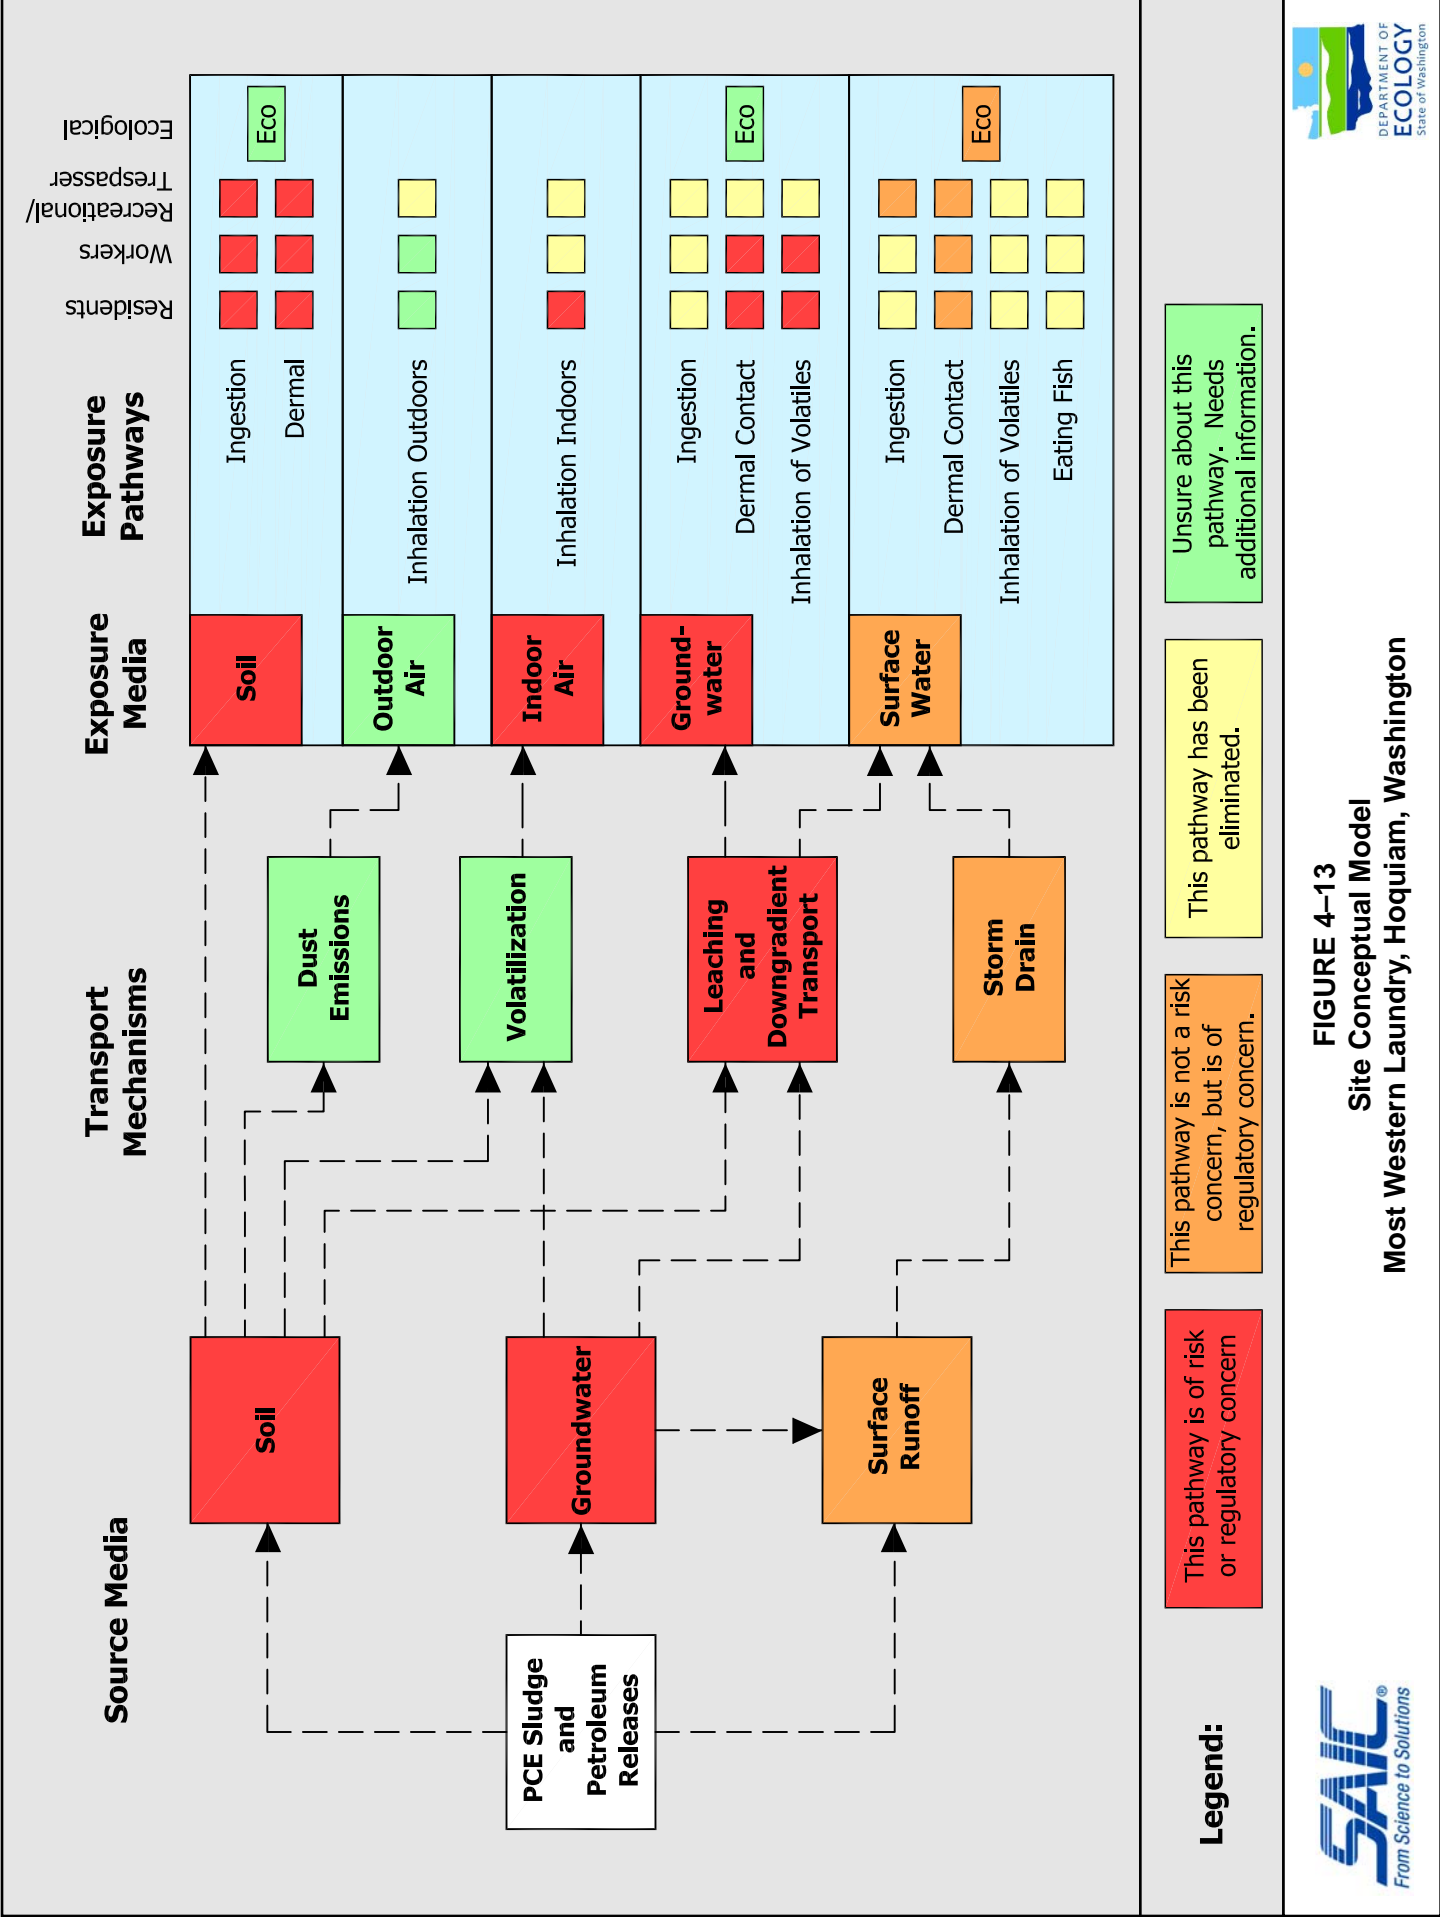 Source Media
Transport
Mechanisms
Exposure
Media
Exposure
Pathways
Residents
Workers
Recreational/
Trespasser
Ecological
PCE Sludge
and
Petroleum
Releases
Soil
Groundwater
Surface
Runoff
Dust
Emissions
Volatilization
Leaching
and
Downgradient
Transport
Storm
Drain
Soil
Ingestion
Dermal
Eco
Outdoor
Air
Inhalation Outdoors
Indoor
Air
Inhalation Indoors
Ground-
water
Ingestion
Dermal Contact
Inhalation of Volatiles
Eco
Surface
Water
Ingestion
Dermal Contact
Inhalation of Volatiles
Eating Fish
Eco
Legend:
This pathway is of risk
or regulatory concern
This pathway is not a risk
concern, but is of
regulatory concern.
This pathway has been
eliminated.
Unsure about this
pathway. Needs
additional information.
SAIC®
From Science to Solutions
FIGURE 4–13
Site Conceptual Model
Most Western Laundry, Hoquiam, Washington
DEPARTMENT OF
ECOLOGY
State of Washington